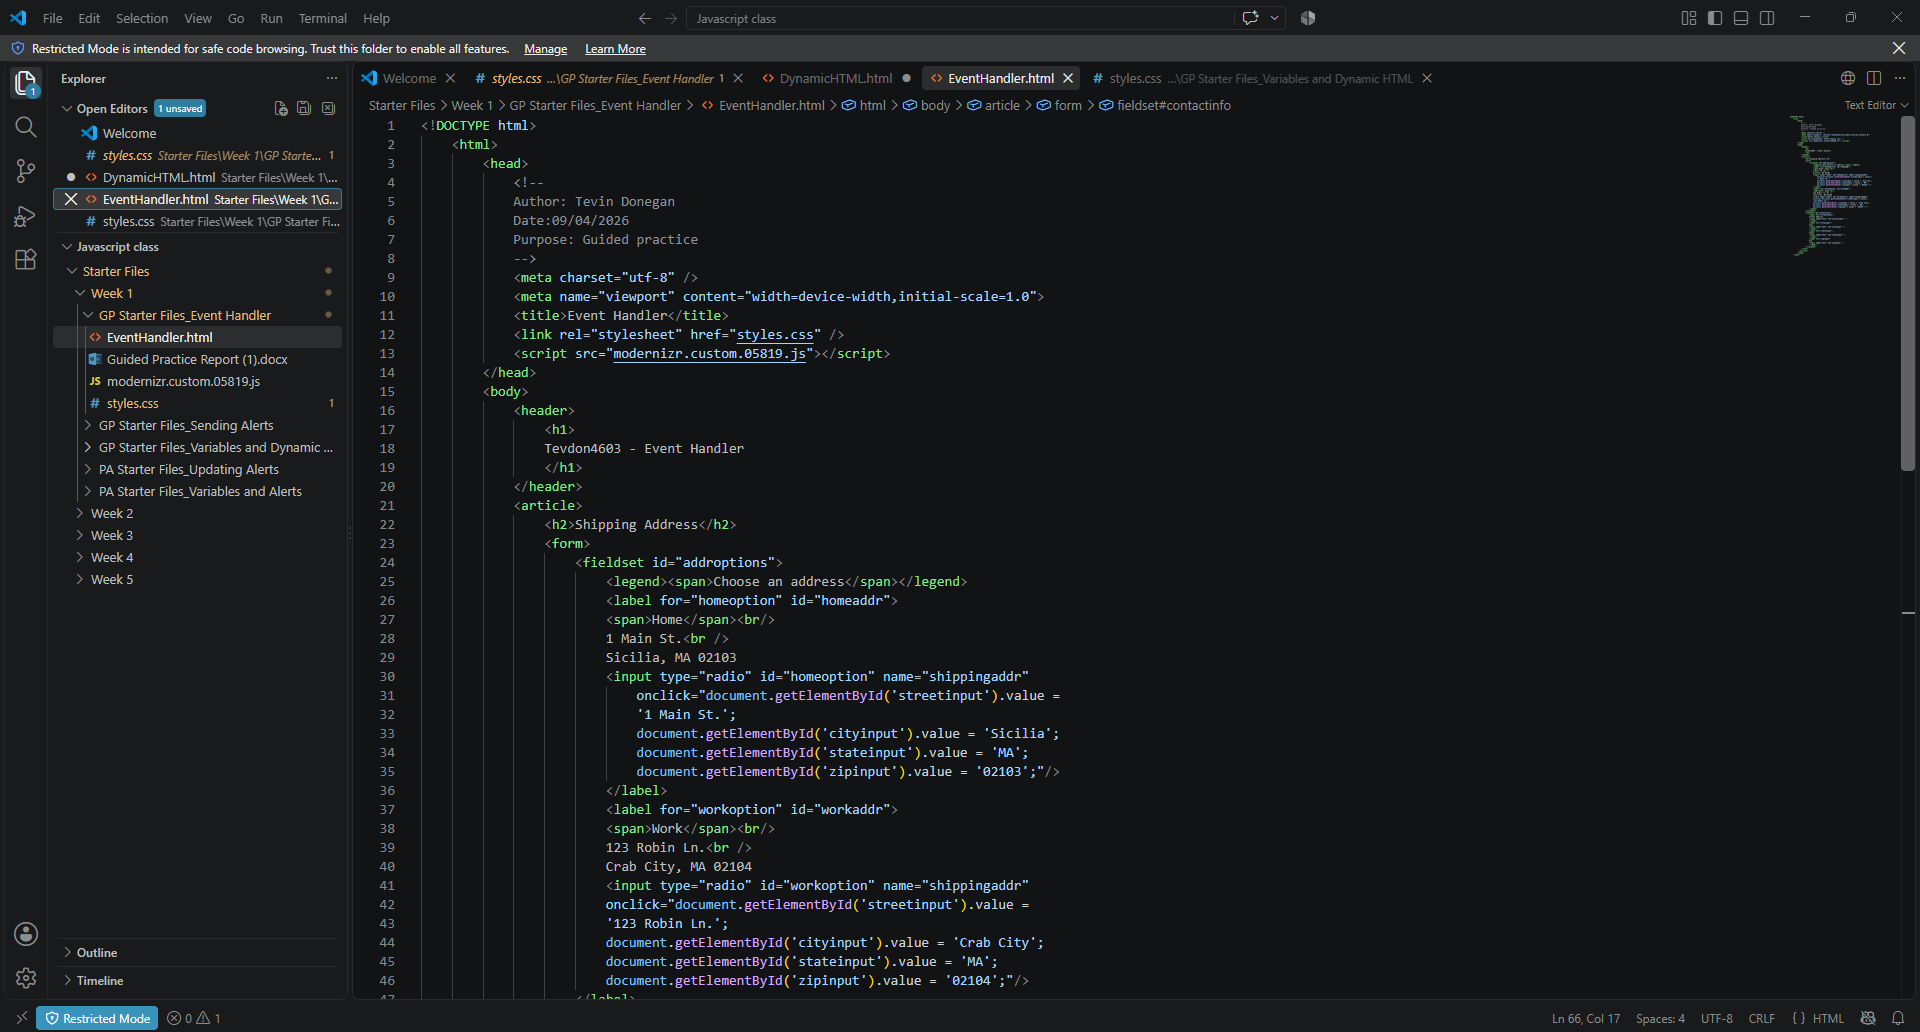 File Edit Selection View Go Run Terminal Help
Javascript class
Restricted Mode is intended for safe code browsing. Trust this folder to enable all features. Manage Learn More
1
Explorer
Open Editors 1 unsaved
Welcome
# styles.css Starter Files\Week 1\GP Starte... 1
<> DynamicHTML.html Starter Files\Week 1\...
<> EventHandler.html Starter Files\Week 1\G...
# styles.css Starter Files\Week 1\GP Starter Fi...
Javascript class
Starter Files
Week 1
GP Starter Files_Event Handler
<> EventHandler.html
Guided Practice Report (1).docx
JS modernizr.custom.05819.js
# styles.css 1
GP Starter Files_Sending Alerts
GP Starter Files_Variables and Dynamic ...
PA Starter Files_Updating Alerts
PA Starter Files_Variables and Alerts
Week 2
Week 3
Week 4
Week 5
Outline
Timeline
Welcome
# styles.css ...\GP Starter Files_Event Handler 1
<> DynamicHTML.html
<> EventHandler.html
# styles.css ...\GP Starter Files_Variables and Dynamic HTML
Starter Files > Week 1 > GP Starter Files_Event Handler > <> EventHandler.html > html > body > article > form > fieldset#contactinfo
Text Editor
1 <!DOCTYPE html>
2 <html>
3 <head>
4 <!--
5 Author: Tevin Donegan
6 Date:09/04/2026
7 Purpose: Guided practice
8 -->
9 <meta charset="utf-8" />
10 <meta name="viewport" content="width=device-width,initial-scale=1.0">
11 <title>Event Handler</title>
12 <link rel="stylesheet" href="styles.css" />
13 <script src="modernizr.custom.05819.js"></script>
14 </head>
15 <body>
16 <header>
17 <h1>
18 Tevdon4603 - Event Handler
19 </h1>
20 </header>
21 <article>
22 <h2>Shipping Address</h2>
23 <form>
24 <fieldset id="addroptions">
25 <legend><span>Choose an address</span></legend>
26 <label for="homeoption" id="homeaddr">
27 <span>Home</span><br/>
28 1 Main St.<br />
29 Sicilia, MA 02103
30 <input type="radio" id="homeoption" name="shippingaddr"
31 onclick="document.getElementById('streetinput').value =
32 '1 Main St.';
33 document.getElementById('cityinput').value = 'Sicilia';
34 document.getElementById('stateinput').value = 'MA';
35 document.getElementById('zipinput').value = '02103';"/>
36 </label>
37 <label for="workoption" id="workaddr">
38 <span>Work</span><br/>
39 123 Robin Ln.<br />
40 Crab City, MA 02104
41 <input type="radio" id="workoption" name="shippingaddr"
42 onclick="document.getElementById('streetinput').value =
43 '123 Robin Ln.';
44 document.getElementById('cityinput').value = 'Crab City';
45 document.getElementById('stateinput').value = 'MA';
46 document.getElementById('zipinput').value = '02104';"/>
47 </label>
Restricted Mode 0 1
Ln 66, Col 17 Spaces: 4 UTF-8 CRLF {} HTML